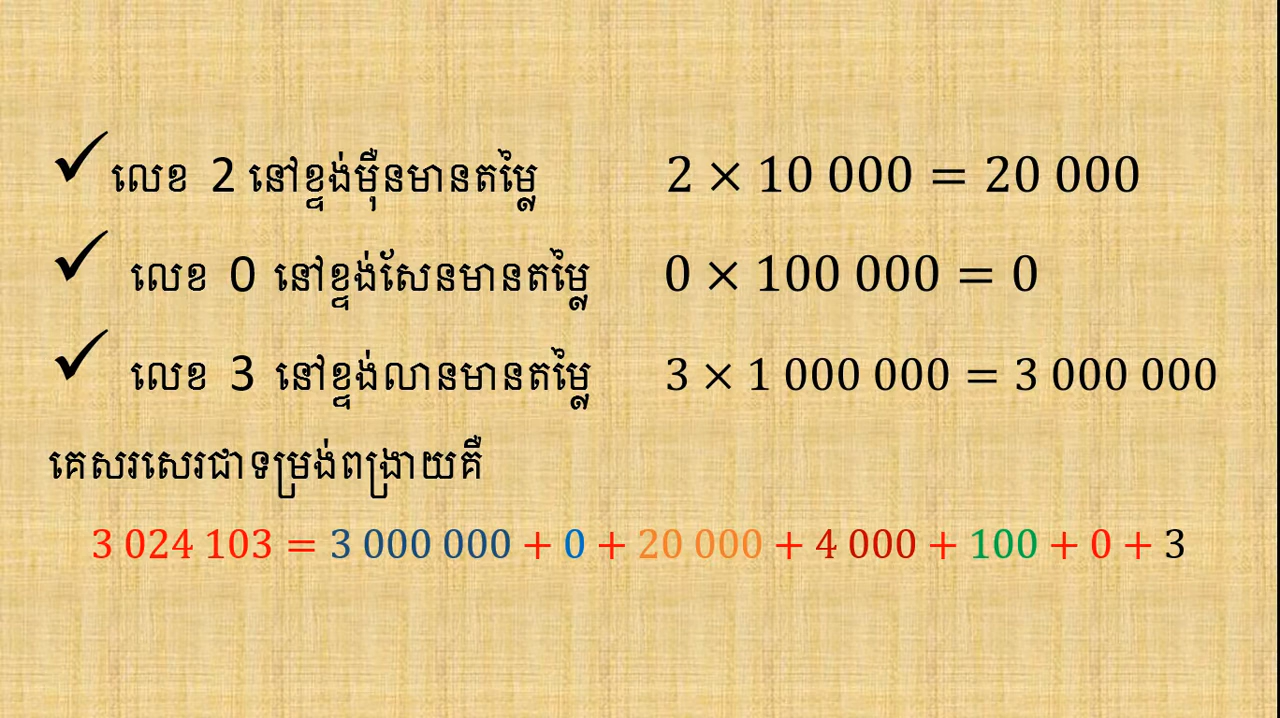 ✓លេខ 2 នៅខ្ទង់ម៉ឺនមានតម្លៃ 2 × 10 000 = 20 000
✓ លេខ 0 នៅខ្ទង់សែនមានតម្លៃ 0 × 100 000 = 0
✓ លេខ 3 នៅខ្ទង់លានមានតម្លៃ 3 × 1 000 000 = 3 000 000
គេសរសេរជាទម្រង់ពង្រាយគឺ
3 024 103 = 3 000 000 + 0 + 20 000 + 4 000 + 100 + 0 + 3